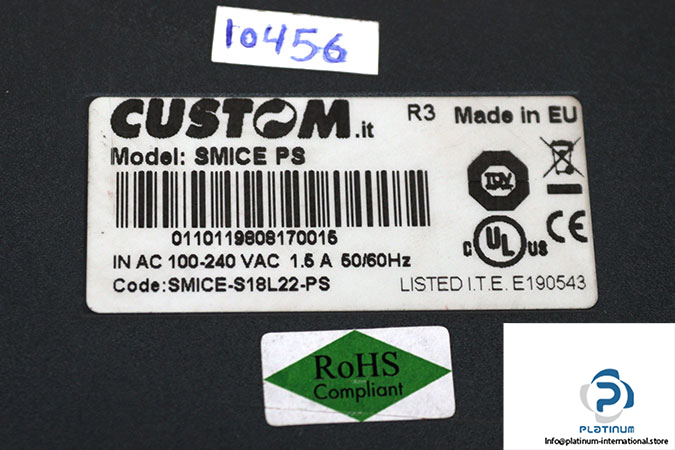 10456
CUSTOM.it R3 Made in EU
Model: SMICE PS
TÜV
0110119808170015
C UL US CE
IN AC 100-240 VAC 1.5 A 50/60Hz
Code:SMICE-S18L22-PS LISTED I.T.E. E190543
RoHS
Compliant
PLATINUM
Info@platinum-international.store